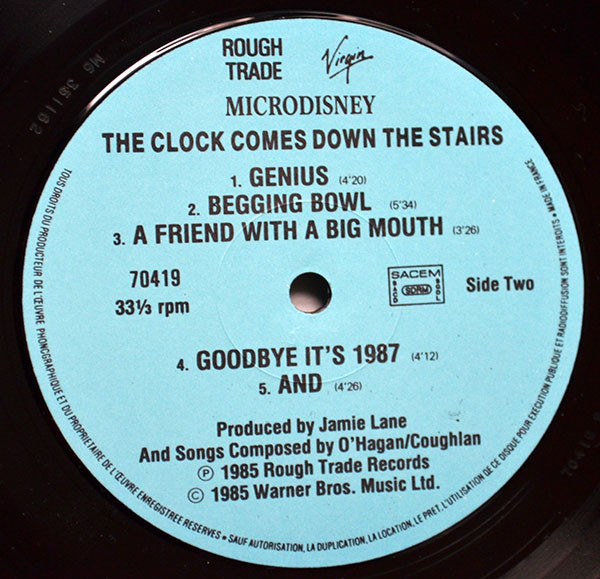 ROUGH TRADE
Virgin
MICRODISNEY
THE CLOCK COMES DOWN THE STAIRS
1. GENIUS (4'20)
2. BEGGING BOWL (5'34)
3. A FRIEND WITH A BIG MOUTH (3'26)
70419
33⅓ rpm
SACEM
SACD SDRM SGDL
Side Two
4. GOODBYE IT'S 1987 (4'12)
5. AND (4'26)
Produced by Jamie Lane
And Songs Composed by O'Hagan/Coughlan
Ⓟ 1985 Rough Trade Records
© 1985 Warner Bros. Music Ltd.
TOUS DROITS DU PRODUCTEUR DE L'ŒUVRE PHONOGRAPHIQUE ET DU PROPRIETAIRE DE L'ŒUVRE ENREGISTREE RESERVES • SAUF AUTORISATION, LA DUPLICATION, LA LOCATION, LE PRET, L'UTILISATION DE CE DISQUE POUR EXECUTION PUBLIQUE ET RADIODIFFUSION SONT INTERDITS • MADE IN FRANCE